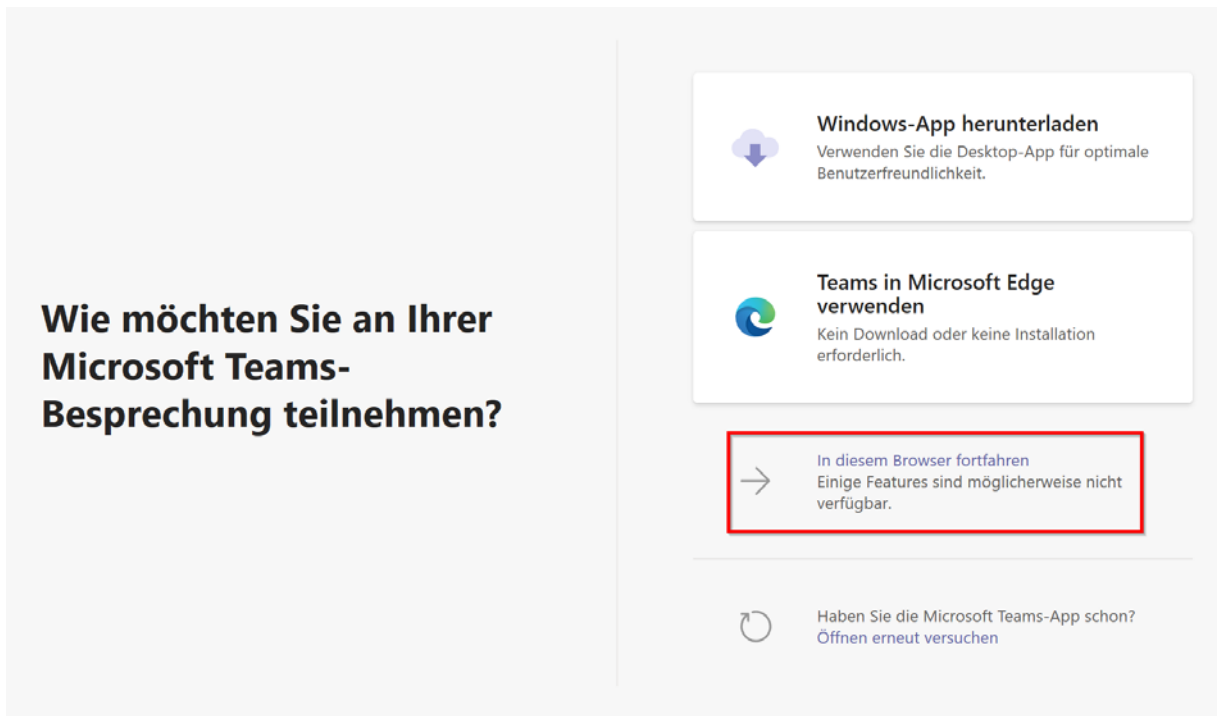 Wie möchten Sie an Ihrer
Microsoft Teams-
Besprechung teilnehmen?
Windows-App herunterladen
Verwenden Sie die Desktop-App für optimale
Benutzerfreundlichkeit.
Teams in Microsoft Edge
verwenden
Kein Download oder keine Installation
erforderlich.
In diesem Browser fortfahren
Einige Features sind möglicherweise nicht
verfügbar.
Haben Sie die Microsoft Teams-App schon?
Öffnen erneut versuchen